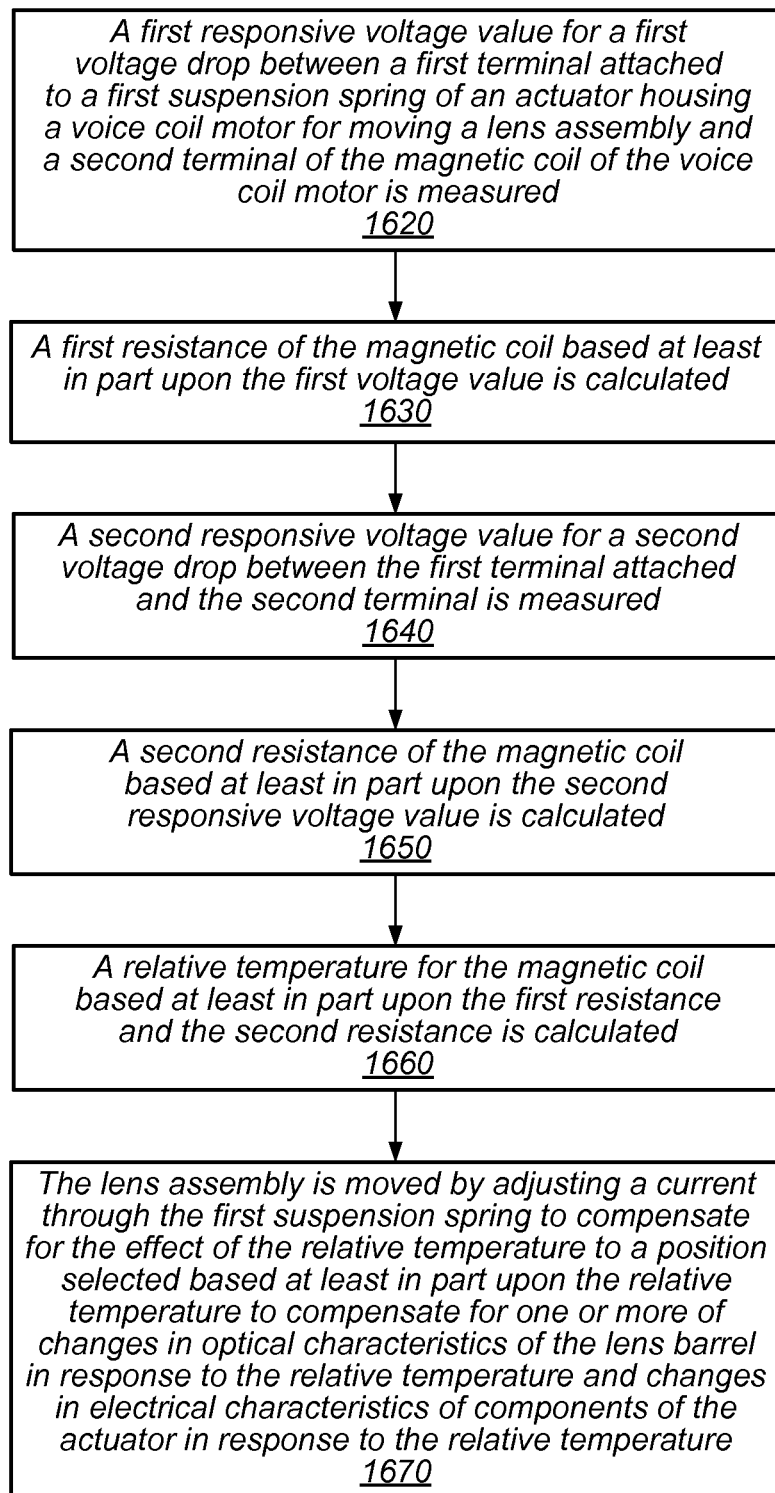 A first responsive voltage value for a first
voltage drop between a first terminal attached
to a first suspension spring of an actuator housing
a voice coil motor for moving a lens assembly and
a second terminal of the magnetic coil of the voice
coil motor is measured
1620
A first resistance of the magnetic coil based at least
in part upon the first voltage value is calculated
1630
A second responsive voltage value for a second
voltage drop between the first terminal attached
and the second terminal is measured
1640
A second resistance of the magnetic coil
based at least in part upon the second
responsive voltage value is calculated
1650
A relative temperature for the magnetic coil
based at least in part upon the first resistance
and the second resistance is calculated
1660
The lens assembly is moved by adjusting a current
through the first suspension spring to compensate
for the effect of the relative temperature to a position
selected based at least in part upon the relative
temperature to compensate for one or more of
changes in optical characteristics of the lens barrel
in response to the relative temperature and changes
in electrical characteristics of components of the
actuator in response to the relative temperature
1670